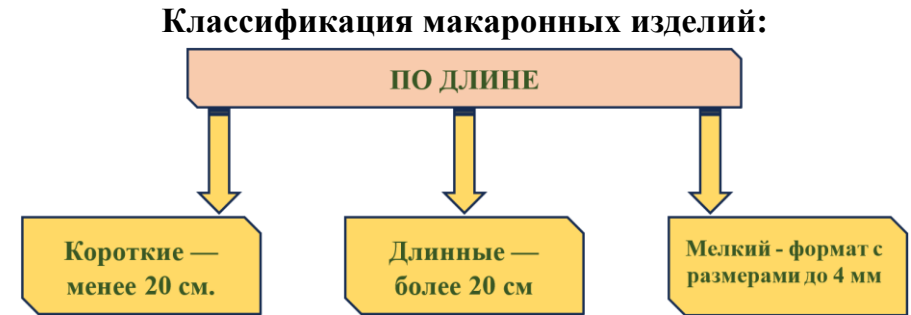 Классификация макаронных изделий:
ПО ДЛИНЕ
Короткие —
менее 20 см.
Длинные —
более 20 см
Мелкий - формат с
размерами до 4 мм